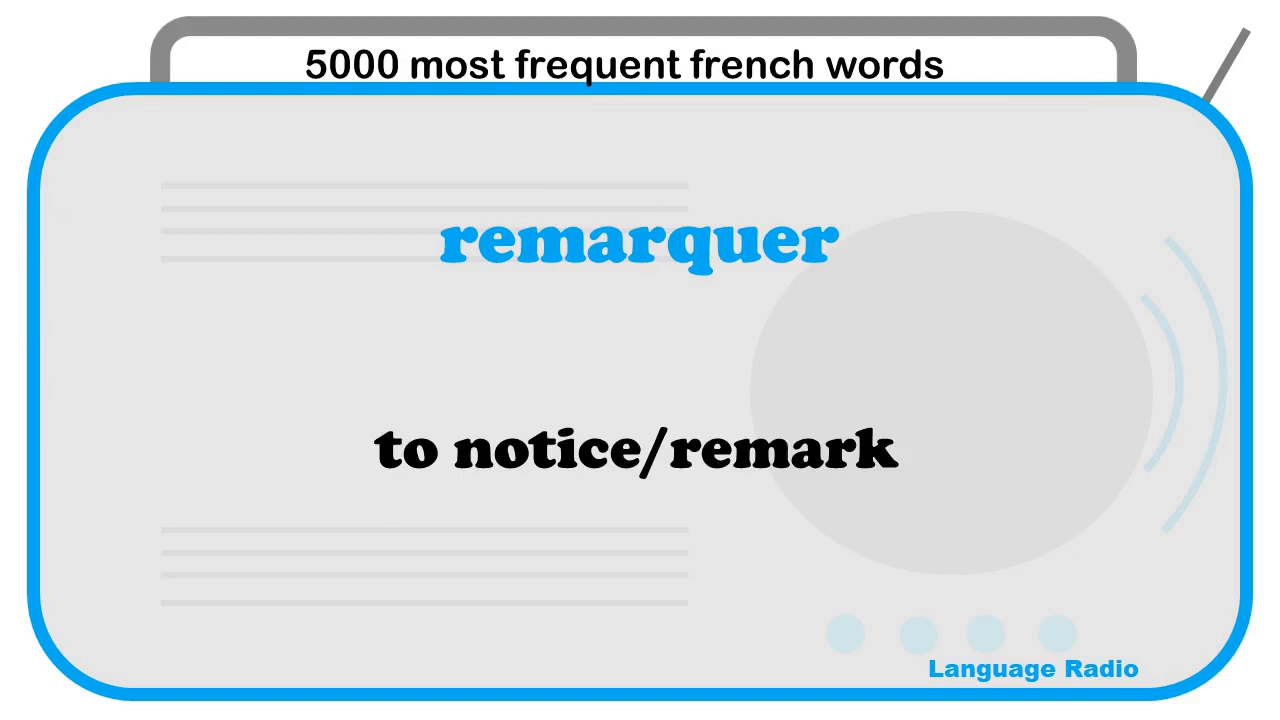 5000 most frequent french words
remarquer
to notice/remark
Language Radio